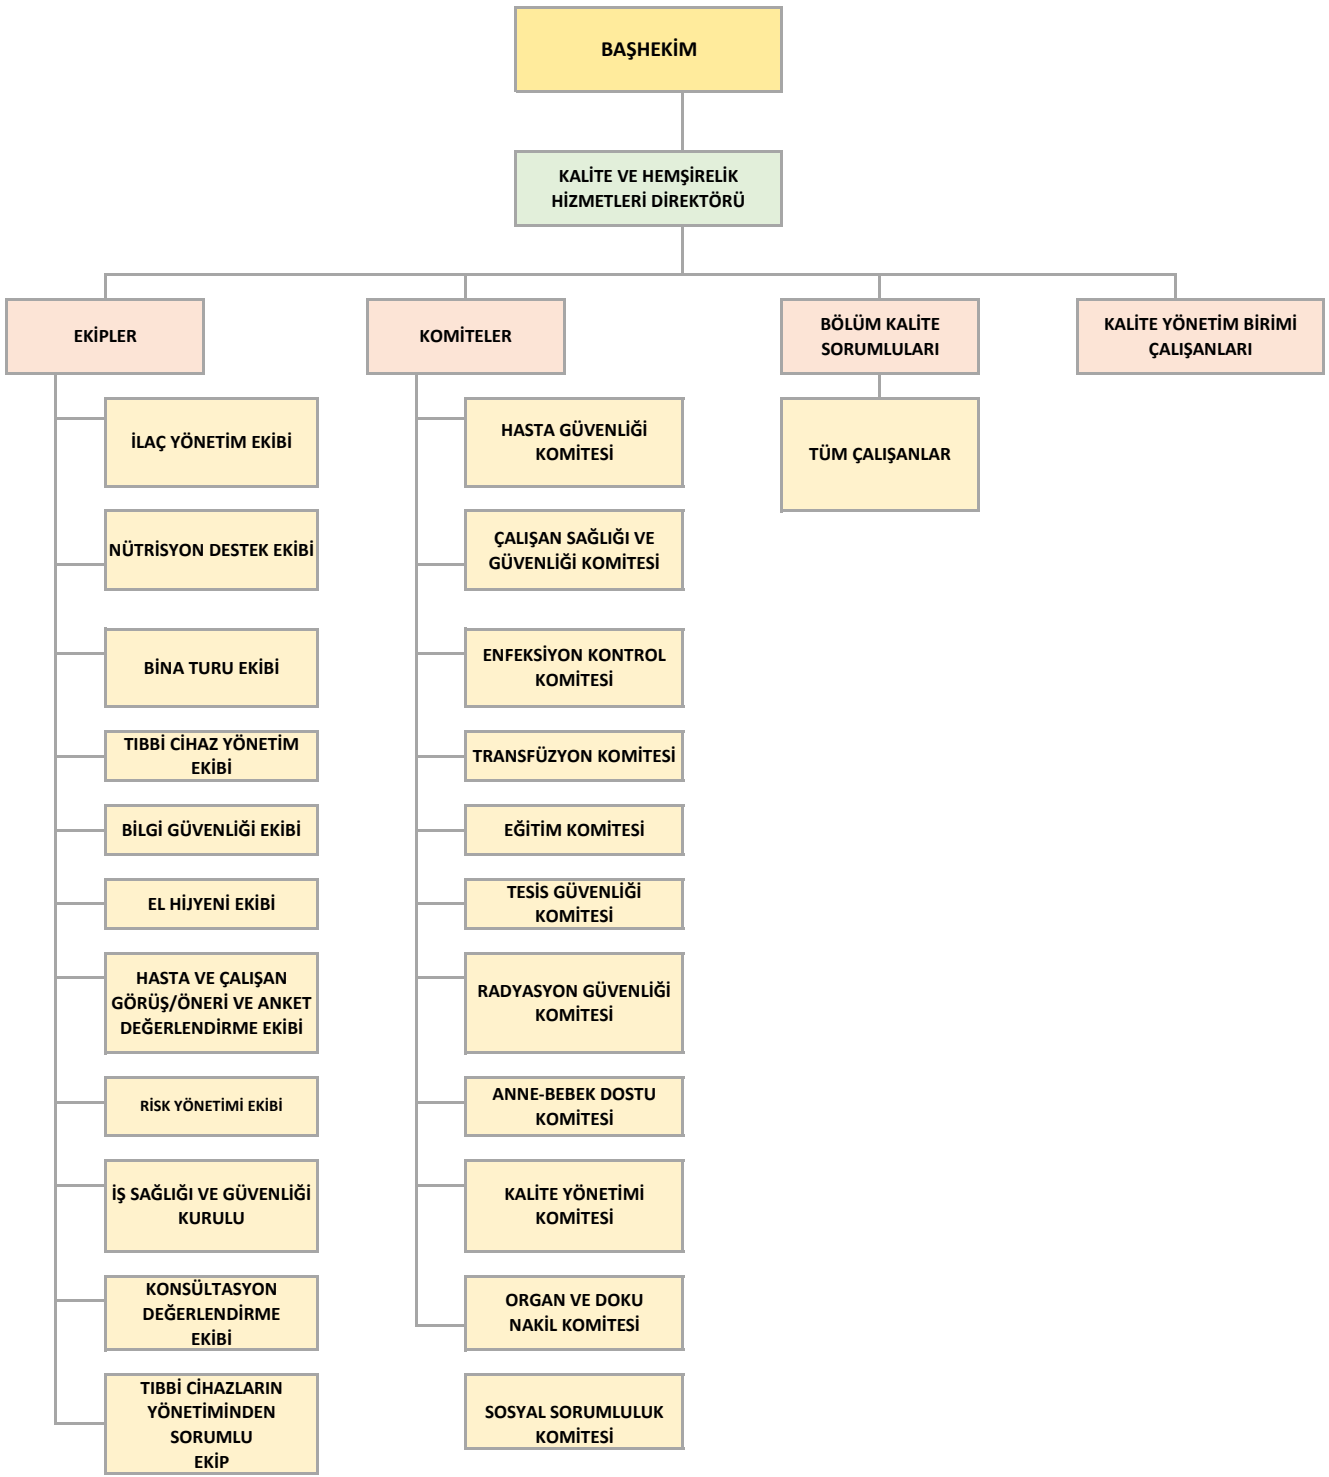 BAŞHEKİM
KALİTE VE HEMŞİRELİK
HİZMETLERİ DİREKTÖRÜ
EKİPLER
KOMİTELER
BÖLÜM KALİTE
SORUMLULARI
KALİTE YÖNETİM BİRİMİ
ÇALIŞANLARI
İLAÇ YÖNETİM EKİBİ
NÜTRİSYON DESTEK EKİBİ
BİNA TURU EKİBİ
TIBBİ CİHAZ YÖNETİM
EKİBİ
BİLGİ GÜVENLİĞİ EKİBİ
EL HİJYENİ EKİBİ
HASTA VE ÇALIŞAN
GÖRÜŞ/ÖNERİ VE ANKET
DEĞERLENDİRME EKİBİ
RİSK YÖNETİMİ EKİBİ
İŞ SAĞLIĞI VE GÜVENLİĞİ
KURULU
KONSÜLTASYON
DEĞERLENDİRME
EKİBİ
TIBBİ CİHAZLARIN
YÖNETİMİNDEN
SORUMLU
EKİP
HASTA GÜVENLİĞİ
KOMİTESİ
ÇALIŞAN SAĞLIĞI VE
GÜVENLİĞİ KOMİTESİ
ENFEKSİYON KONTROL
KOMİTESİ
TRANSFÜZYON KOMİTESİ
EĞİTİM KOMİTESİ
TESİS GÜVENLİĞİ
KOMİTESİ
RADYASYON GÜVENLİĞİ
KOMİTESİ
ANNE-BEBEK DOSTU
KOMİTESİ
KALİTE YÖNETİMİ
KOMİTESİ
ORGAN VE DOKU
NAKİL KOMİTESİ
SOSYAL SORUMLULUK
KOMİTESİ
TÜM ÇALIŞANLAR